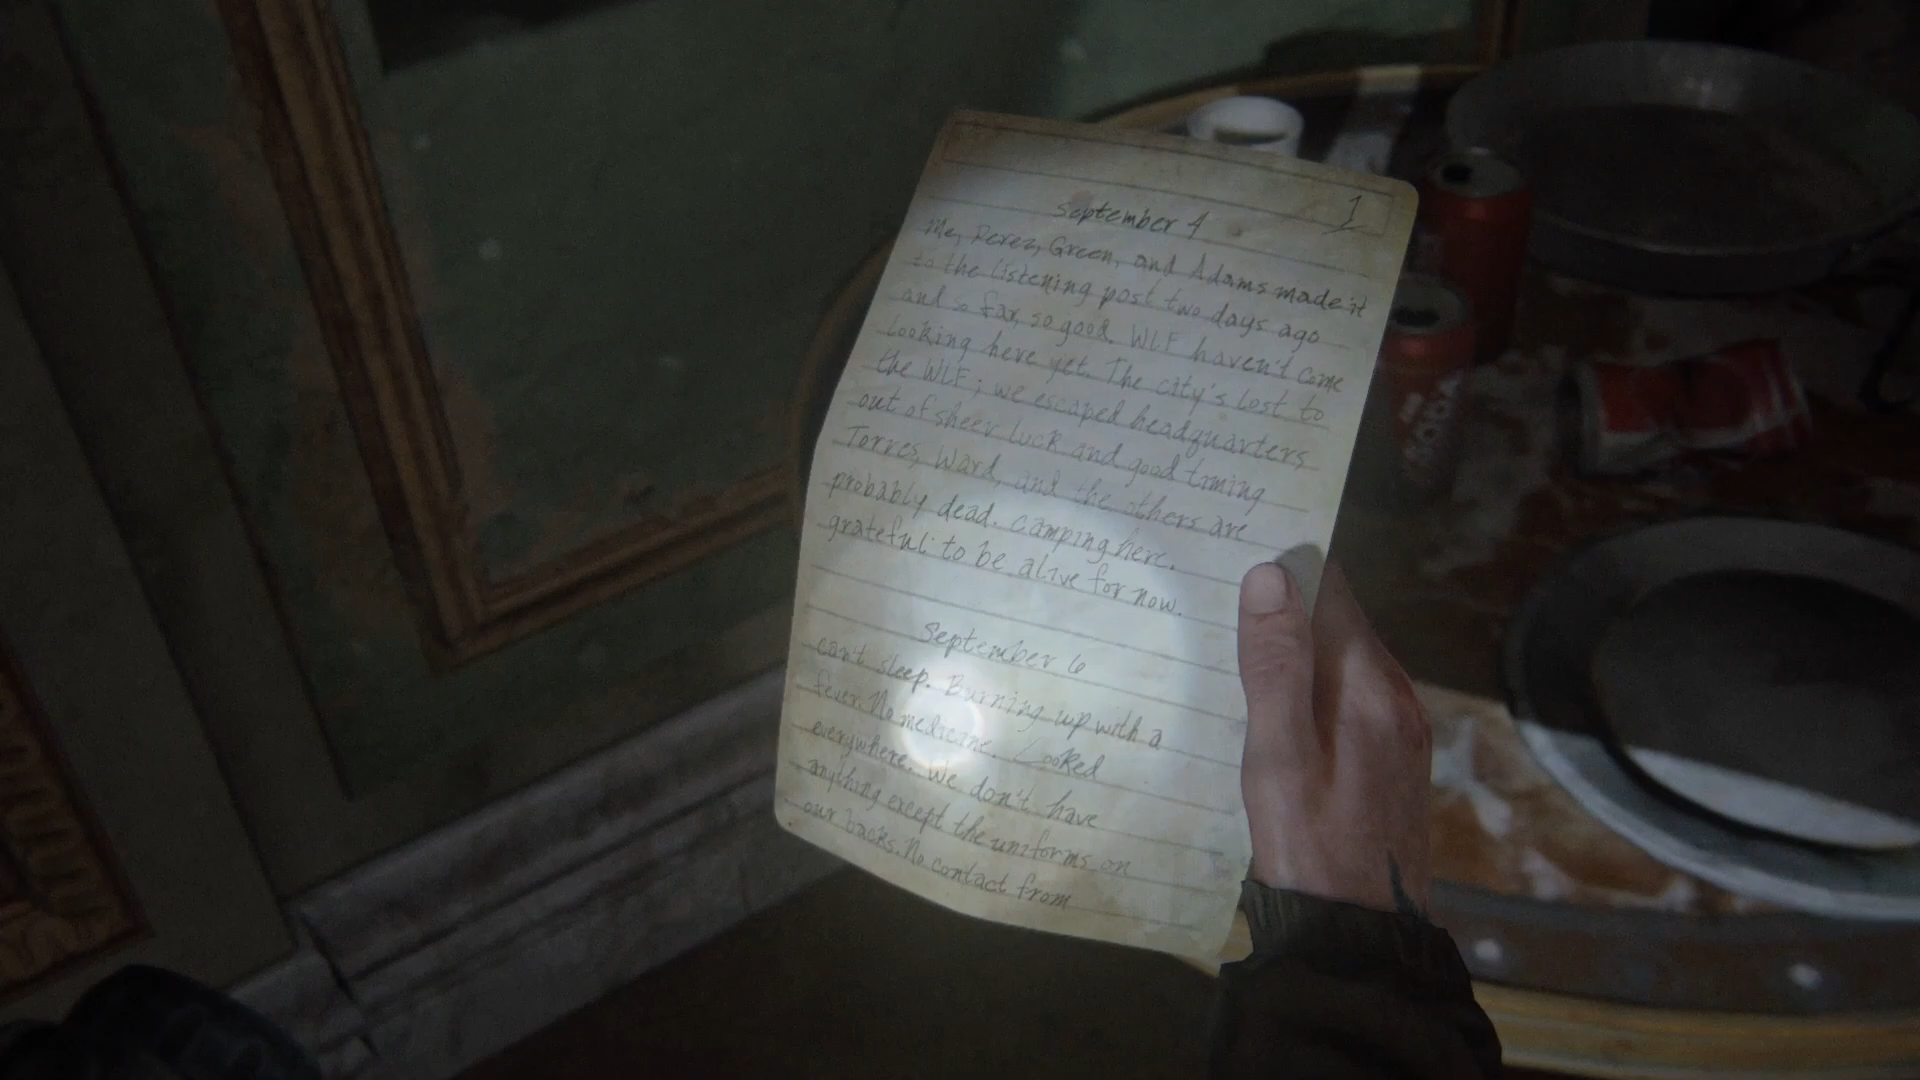 1
September 4
Me, Perez, Green, and Adams made it
to the listening post two days ago
and so far, so good. WLF haven't come
looking here yet. The city's lost to
the WLF; we escaped headquarters
out of sheer luck and good timing
Torres, Ward, and the others are
probably dead. camping here.
grateful to be alive for now.
September 6
can't sleep. Burning up with a
fever. No medicine. Looked
everywhere. We don't have
anything except the uniforms on
our backs. No contact from
SODA